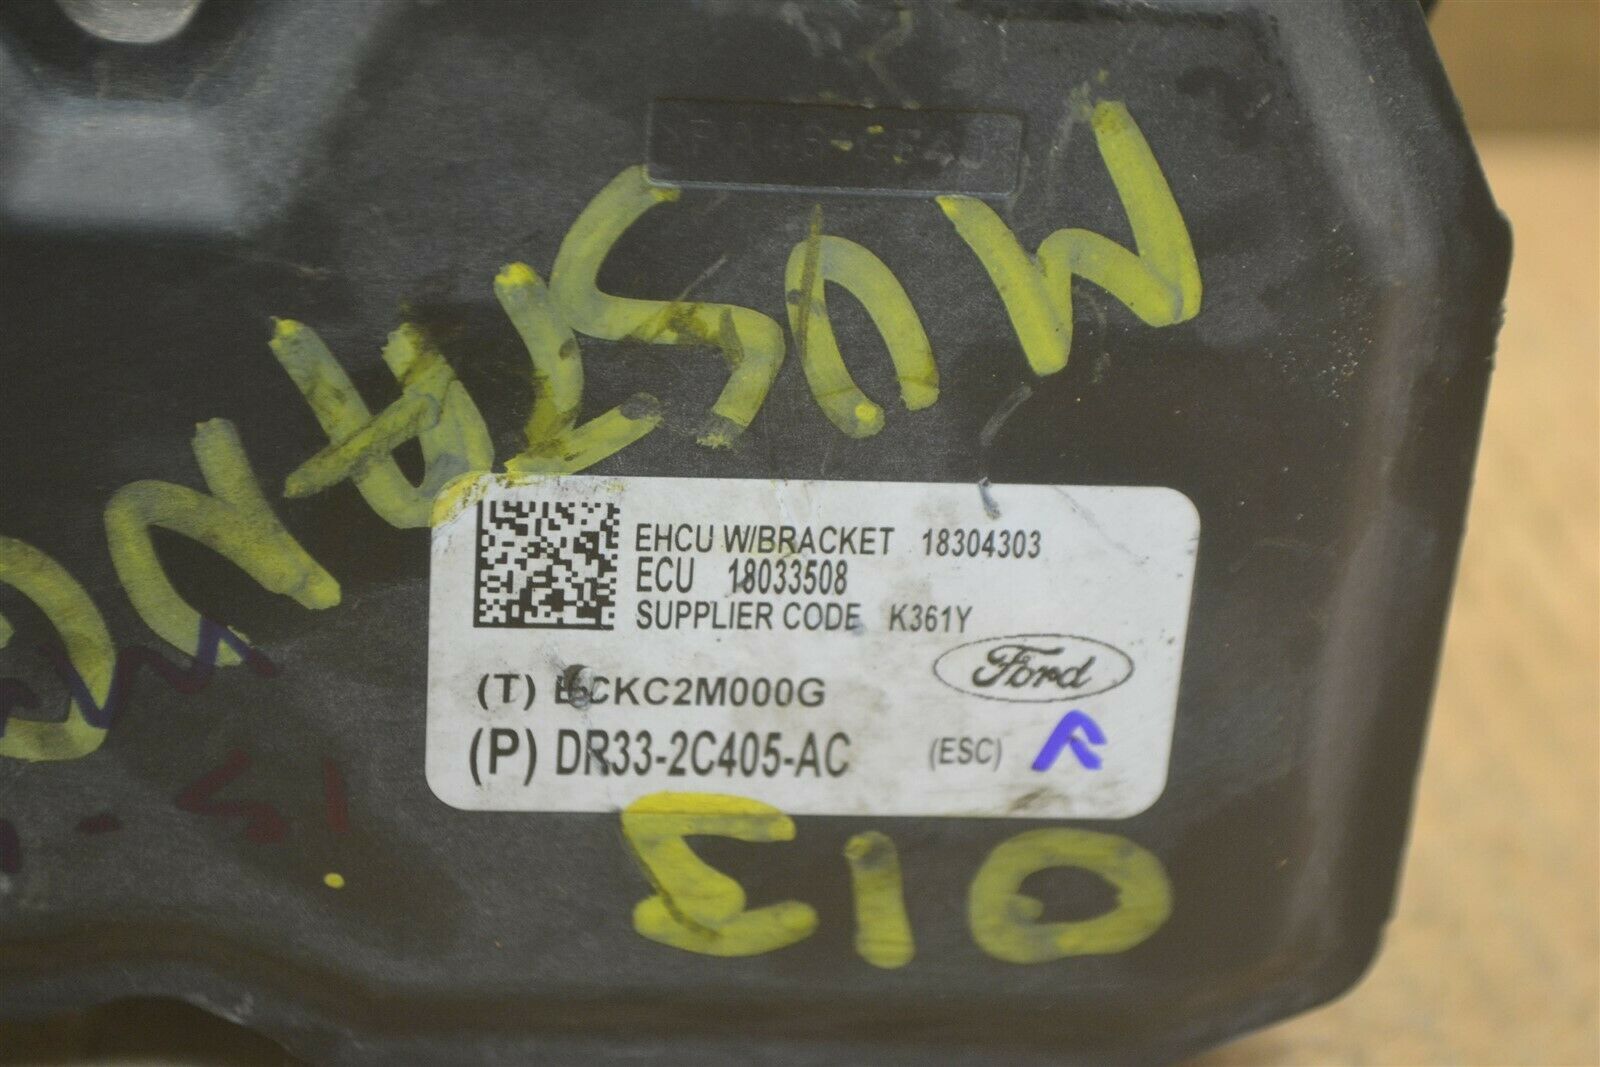 MUSTANG
EHCU W/BRACKET 18304303
ECU 18033508
SUPPLIER CODE K361Y
Ford
(T) CKC2M000G
(P) DR33-2C405-AC (ESC)
013